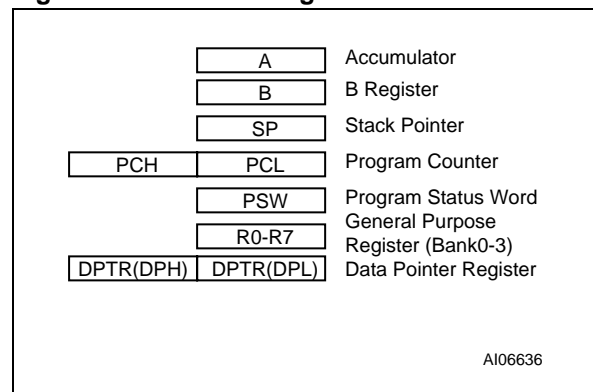 A Accumulator
B B Register
SP Stack Pointer
PCH PCL Program Counter
PSW Program Status Word
R0-R7 General Purpose
Register (Bank0-3)
DPTR(DPH) DPTR(DPL) Data Pointer Register
AI06636